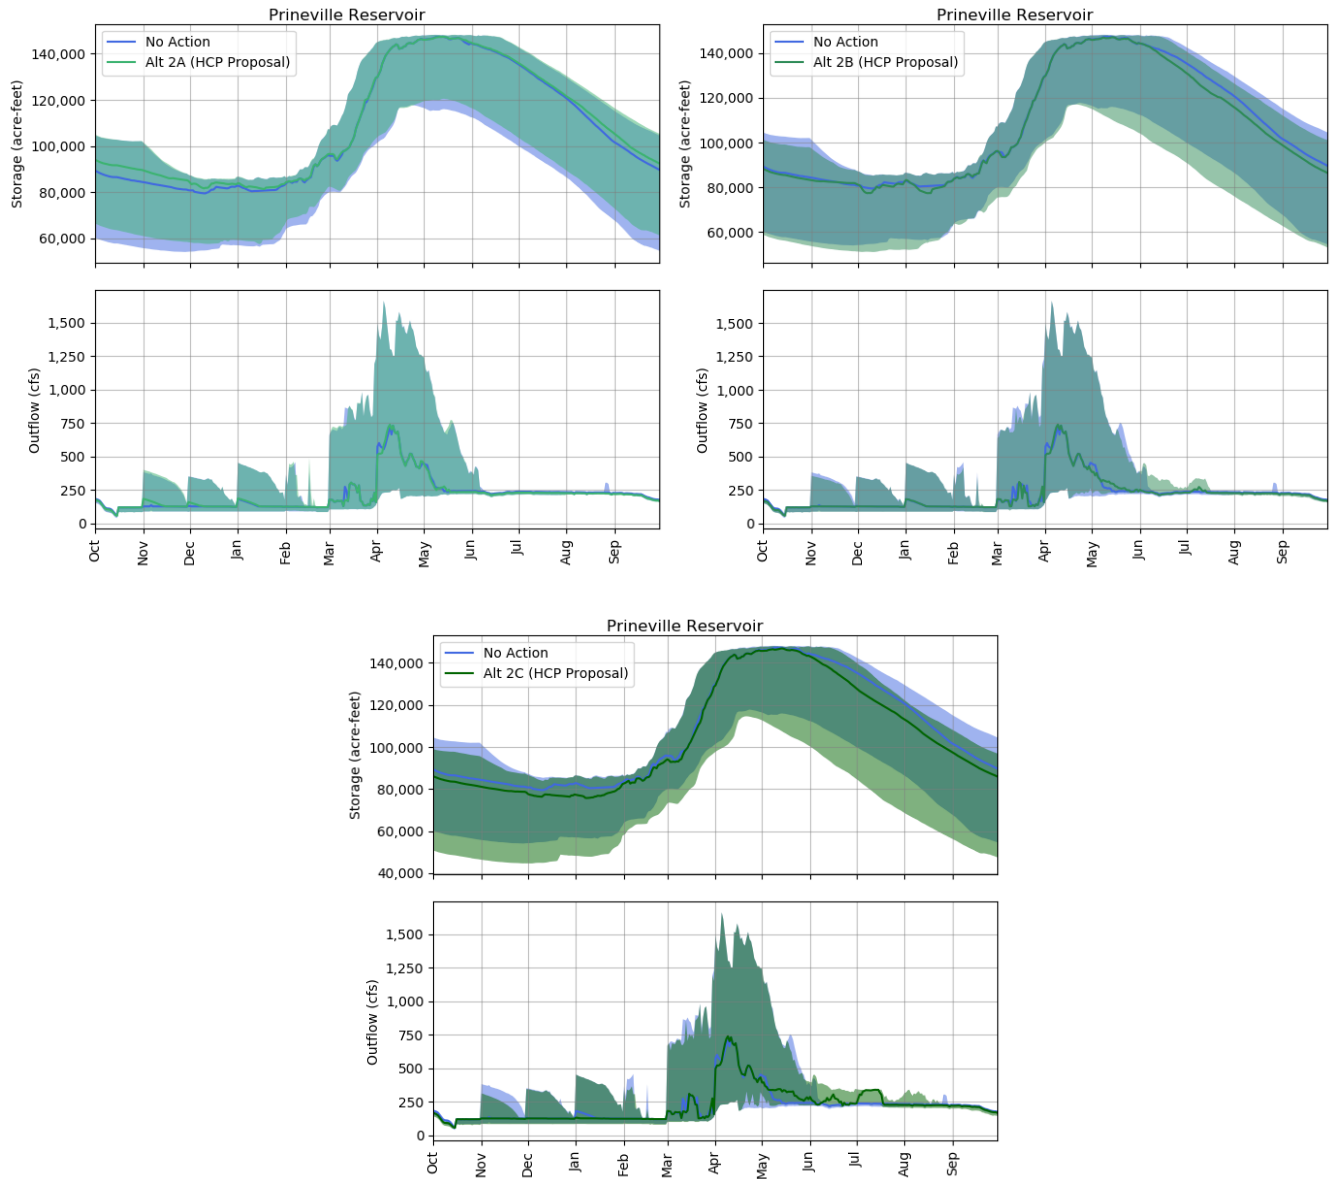 Prineville Reservoir
Storage (acre-feet)
140,000
120,000
100,000
80,000
60,000
No Action
Alt 2A (HCP Proposal)
Outflow (cfs)
1,500
1,250
1,000
750
500
250
0
Oct
Nov
Dec
Jan
Feb
Mar
Apr
May
Jun
Jul
Aug
Sep
Prineville Reservoir
Storage (acre-feet)
140,000
120,000
100,000
80,000
60,000
No Action
Alt 2B (HCP Proposal)
Outflow (cfs)
1,500
1,250
1,000
750
500
250
0
Oct
Nov
Dec
Jan
Feb
Mar
Apr
May
Jun
Jul
Aug
Sep
Prineville Reservoir
Storage (acre-feet)
140,000
120,000
100,000
80,000
60,000
40,000
No Action
Alt 2C (HCP Proposal)
Outflow (cfs)
1,500
1,250
1,000
750
500
250
0
Oct
Nov
Dec
Jan
Feb
Mar
Apr
May
Jun
Jul
Aug
Sep